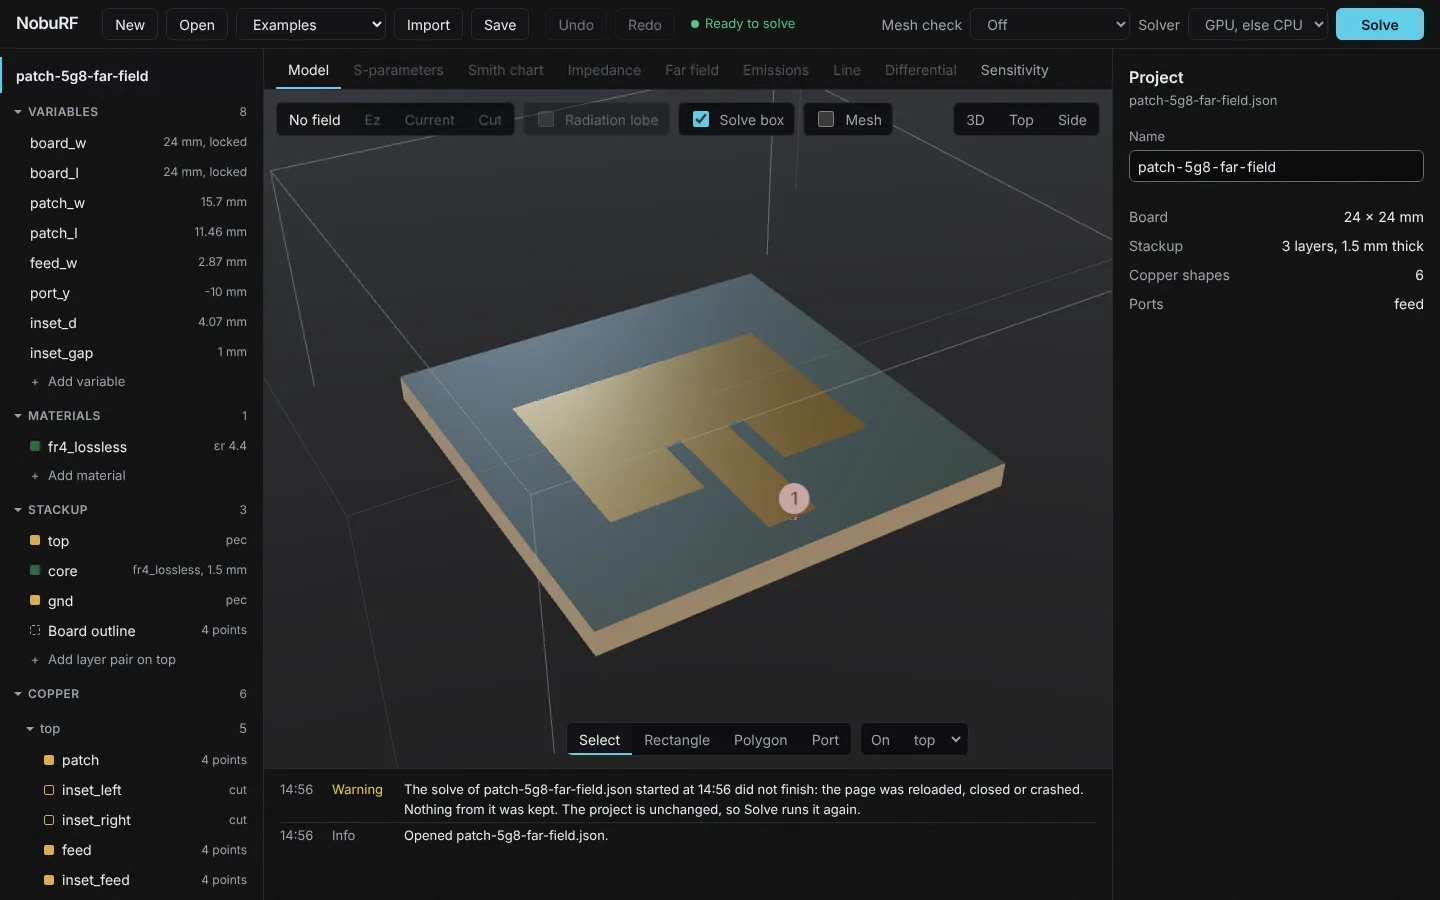 NobuRF New Open Examples Import Save Undo Redo Ready to solve Mesh check Off Solver GPU, else CPU Solve
patch-5g8-far-field
VARIABLES 8
board_w 24 mm, locked
board_l 24 mm, locked
patch_w 15.7 mm
patch_l 11.46 mm
feed_w 2.87 mm
port_y -10 mm
inset_d 4.07 mm
inset_gap 1 mm
+ Add variable
MATERIALS 1
fr4_lossless εr 4.4
+ Add material
STACKUP 3
top pec
core fr4_lossless, 1.5 mm
gnd pec
Board outline 4 points
+ Add layer pair on top
COPPER 6
top 5
patch 4 points
inset_left cut
inset_right cut
feed 4 points
inset_feed 4 points
Model S-parameters Smith chart Impedance Far field Emissions Line Differential Sensitivity
No field Ez Current Cut Radiation lobe Solve box Mesh 3D Top Side
1
Select Rectangle Polygon Port On top
14:56 Warning The solve of patch-5g8-far-field.json started at 14:56 did not finish: the page was reloaded, closed or crashed.
Nothing from it was kept. The project is unchanged, so Solve runs it again.
14:56 Info Opened patch-5g8-far-field.json.
Project
patch-5g8-far-field.json
Name
patch-5g8-far-field
Board 24 × 24 mm
Stackup 3 layers, 1.5 mm thick
Copper shapes 6
Ports feed